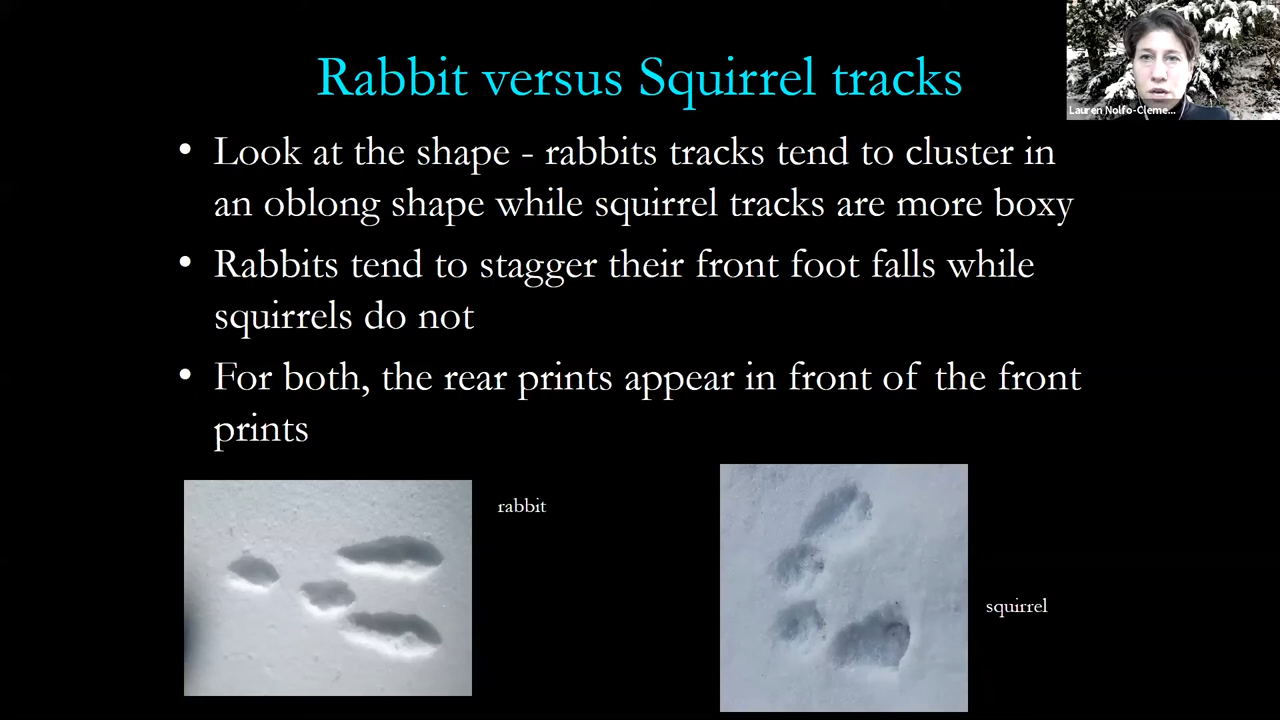 Rabbit versus Squirrel tracks
Lauren Nolfo-Cleme...
• Look at the shape - rabbits tracks tend to cluster in
an oblong shape while squirrel tracks are more boxy
• Rabbits tend to stagger their front foot falls while
squirrels do not
• For both, the rear prints appear in front of the front
prints
rabbit
squirrel